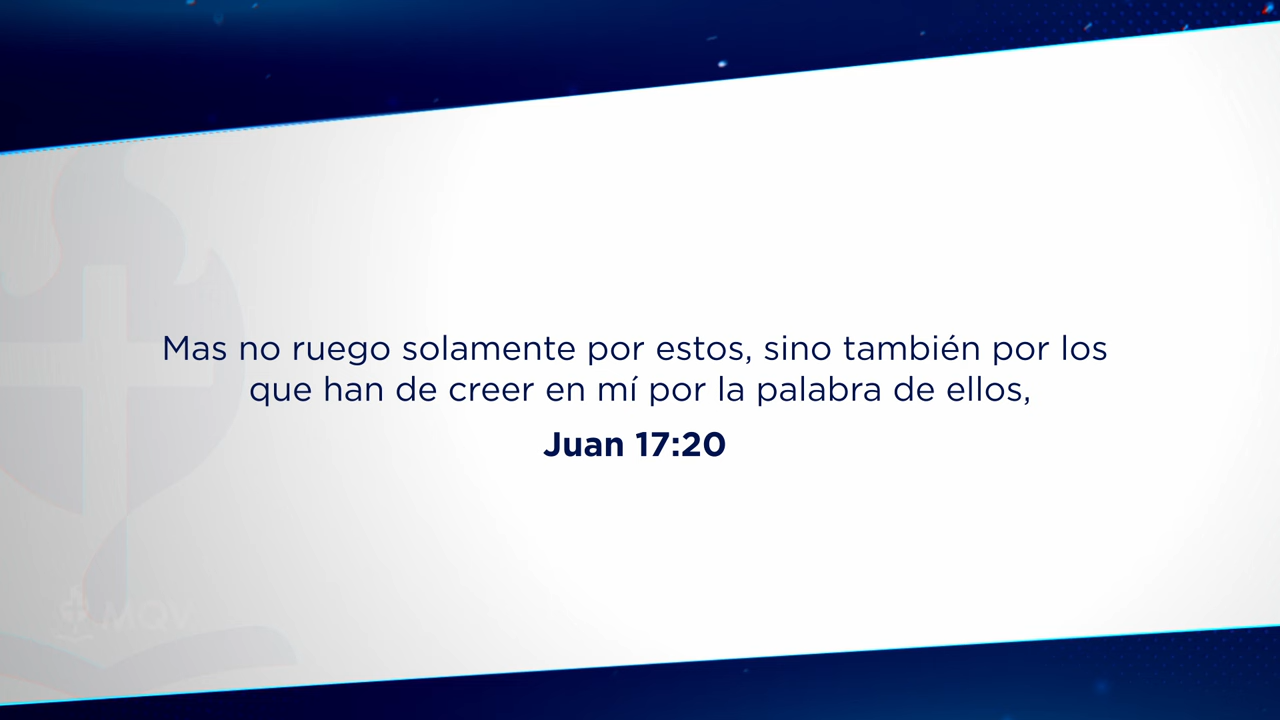 Mas no ruego solamente por estos, sino también por los
que han de creer en mí por la palabra de ellos,
Juan 17:20
MQV